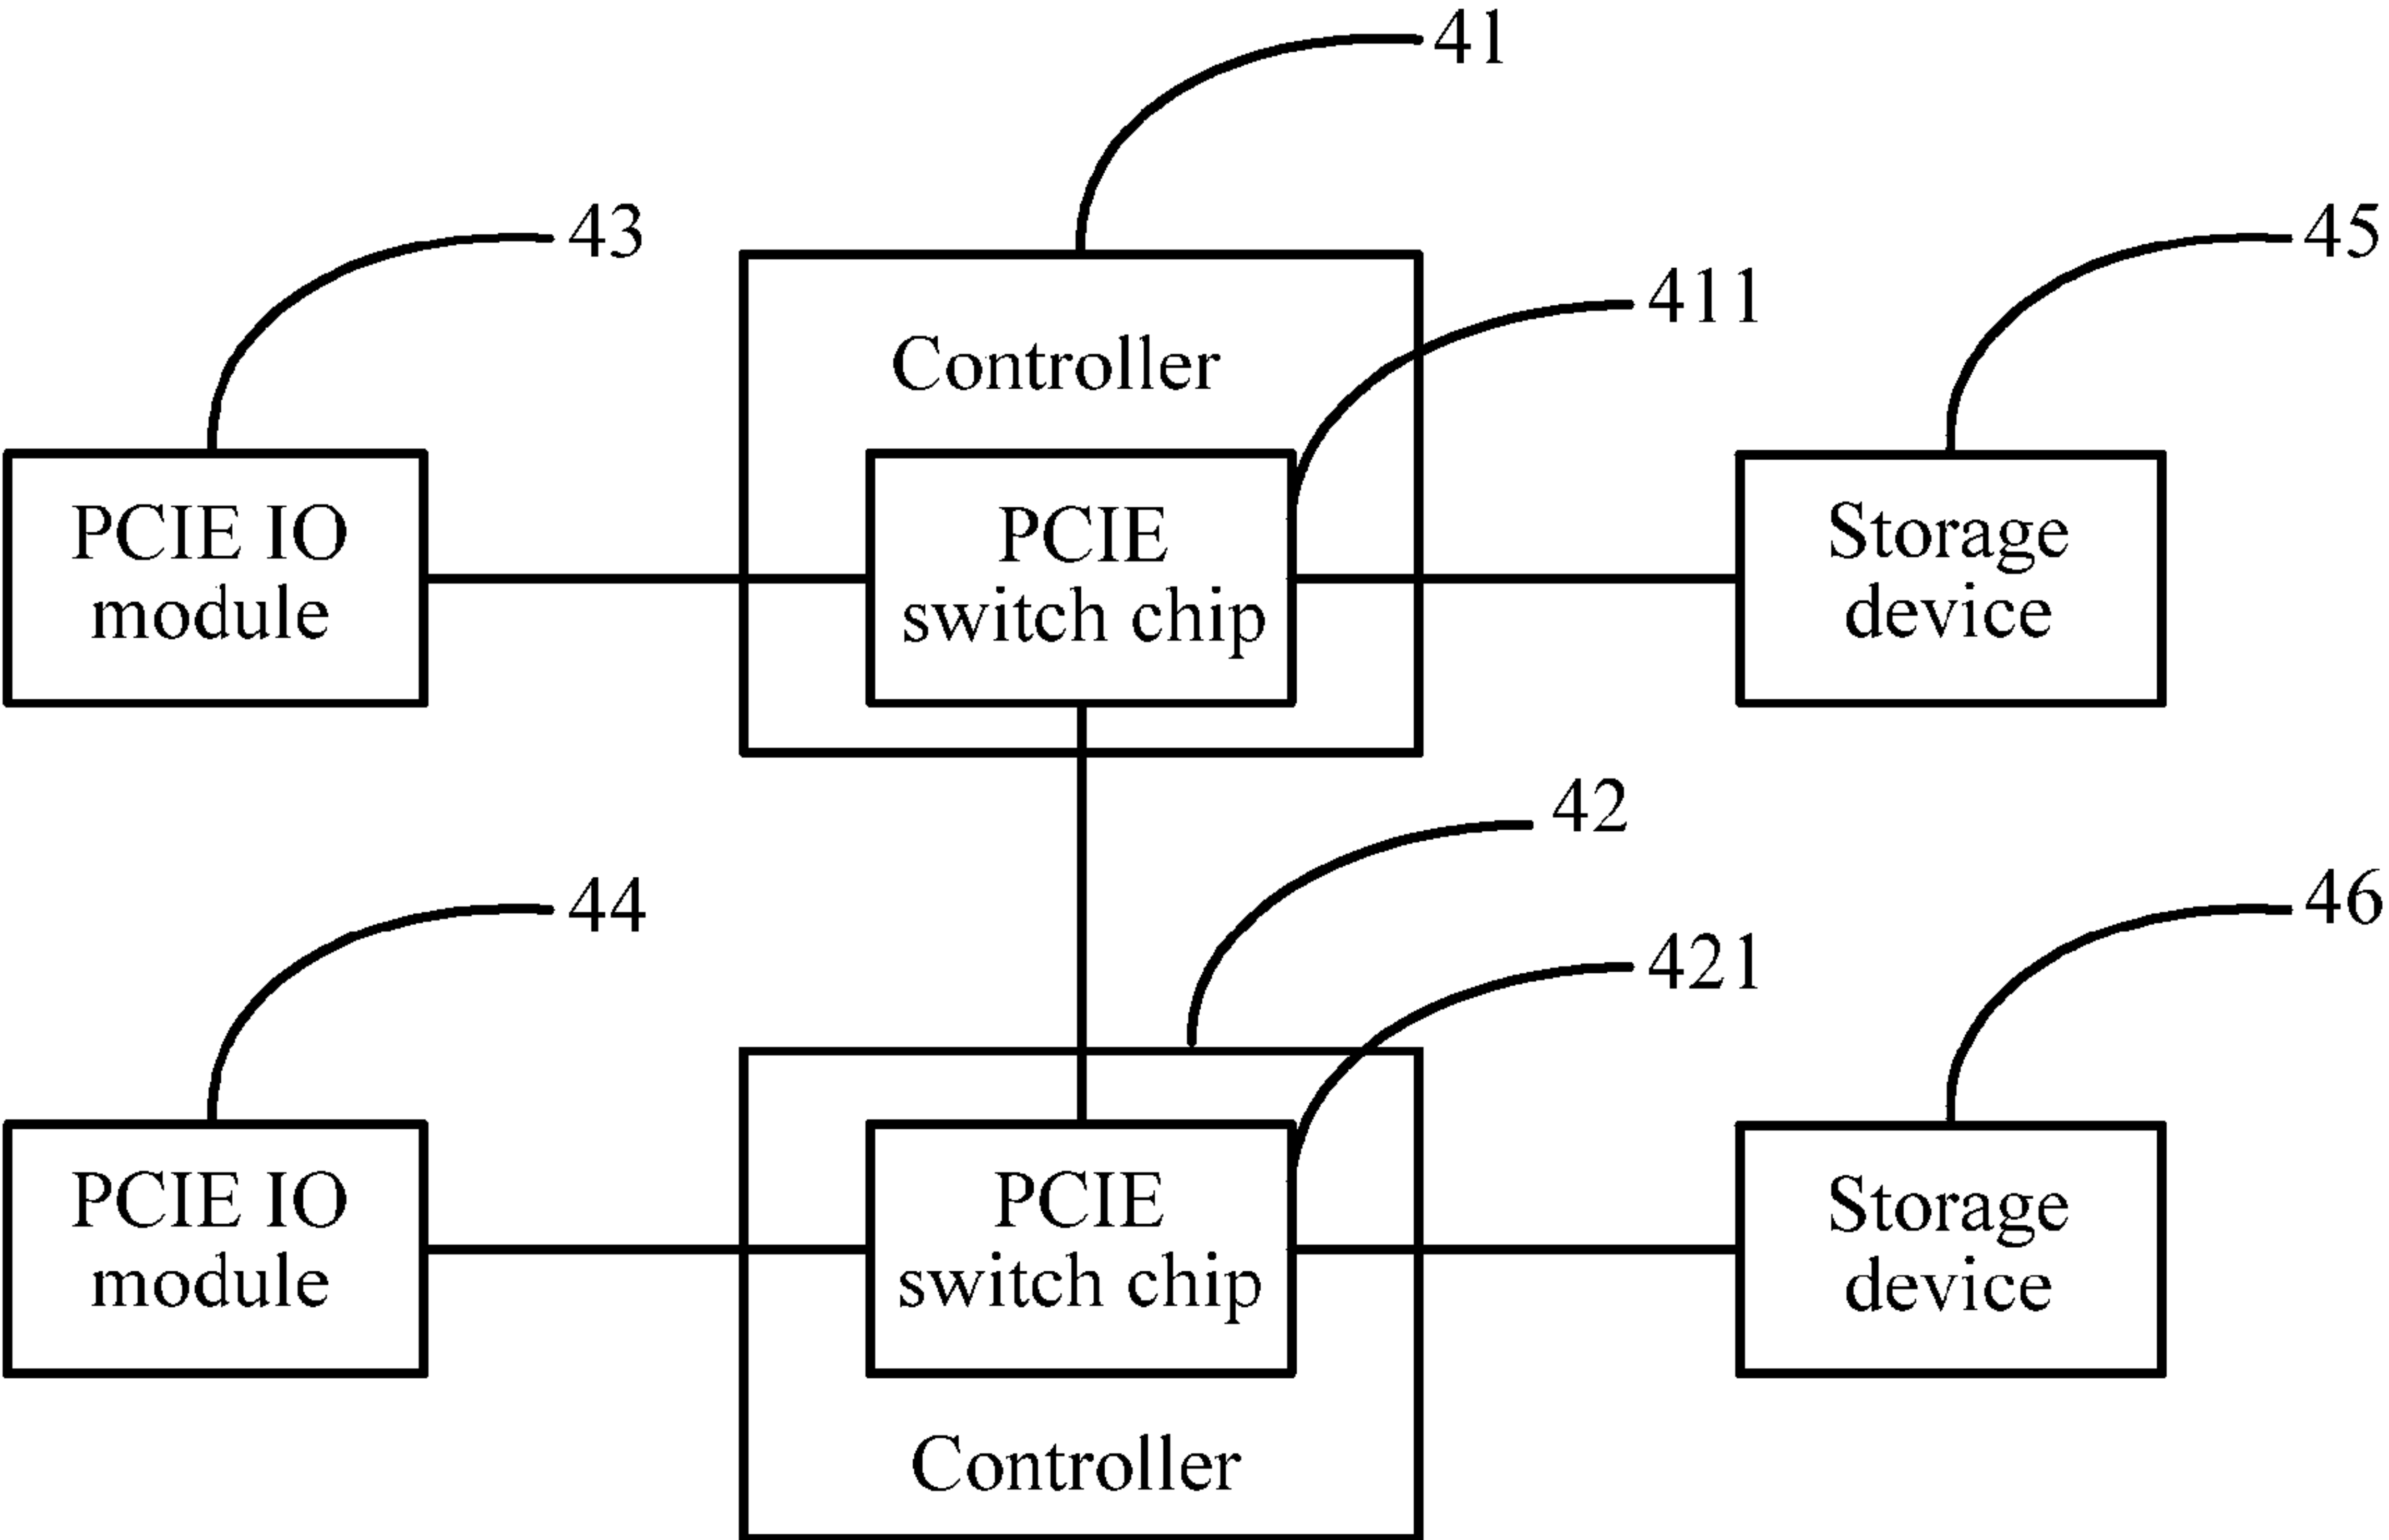 41
43
45
411
Controller
PCIE IO
module
PCIE
switch chip
Storage
device
42
44
46
421
PCIE IO
module
PCIE
switch chip
Storage
device
Controller